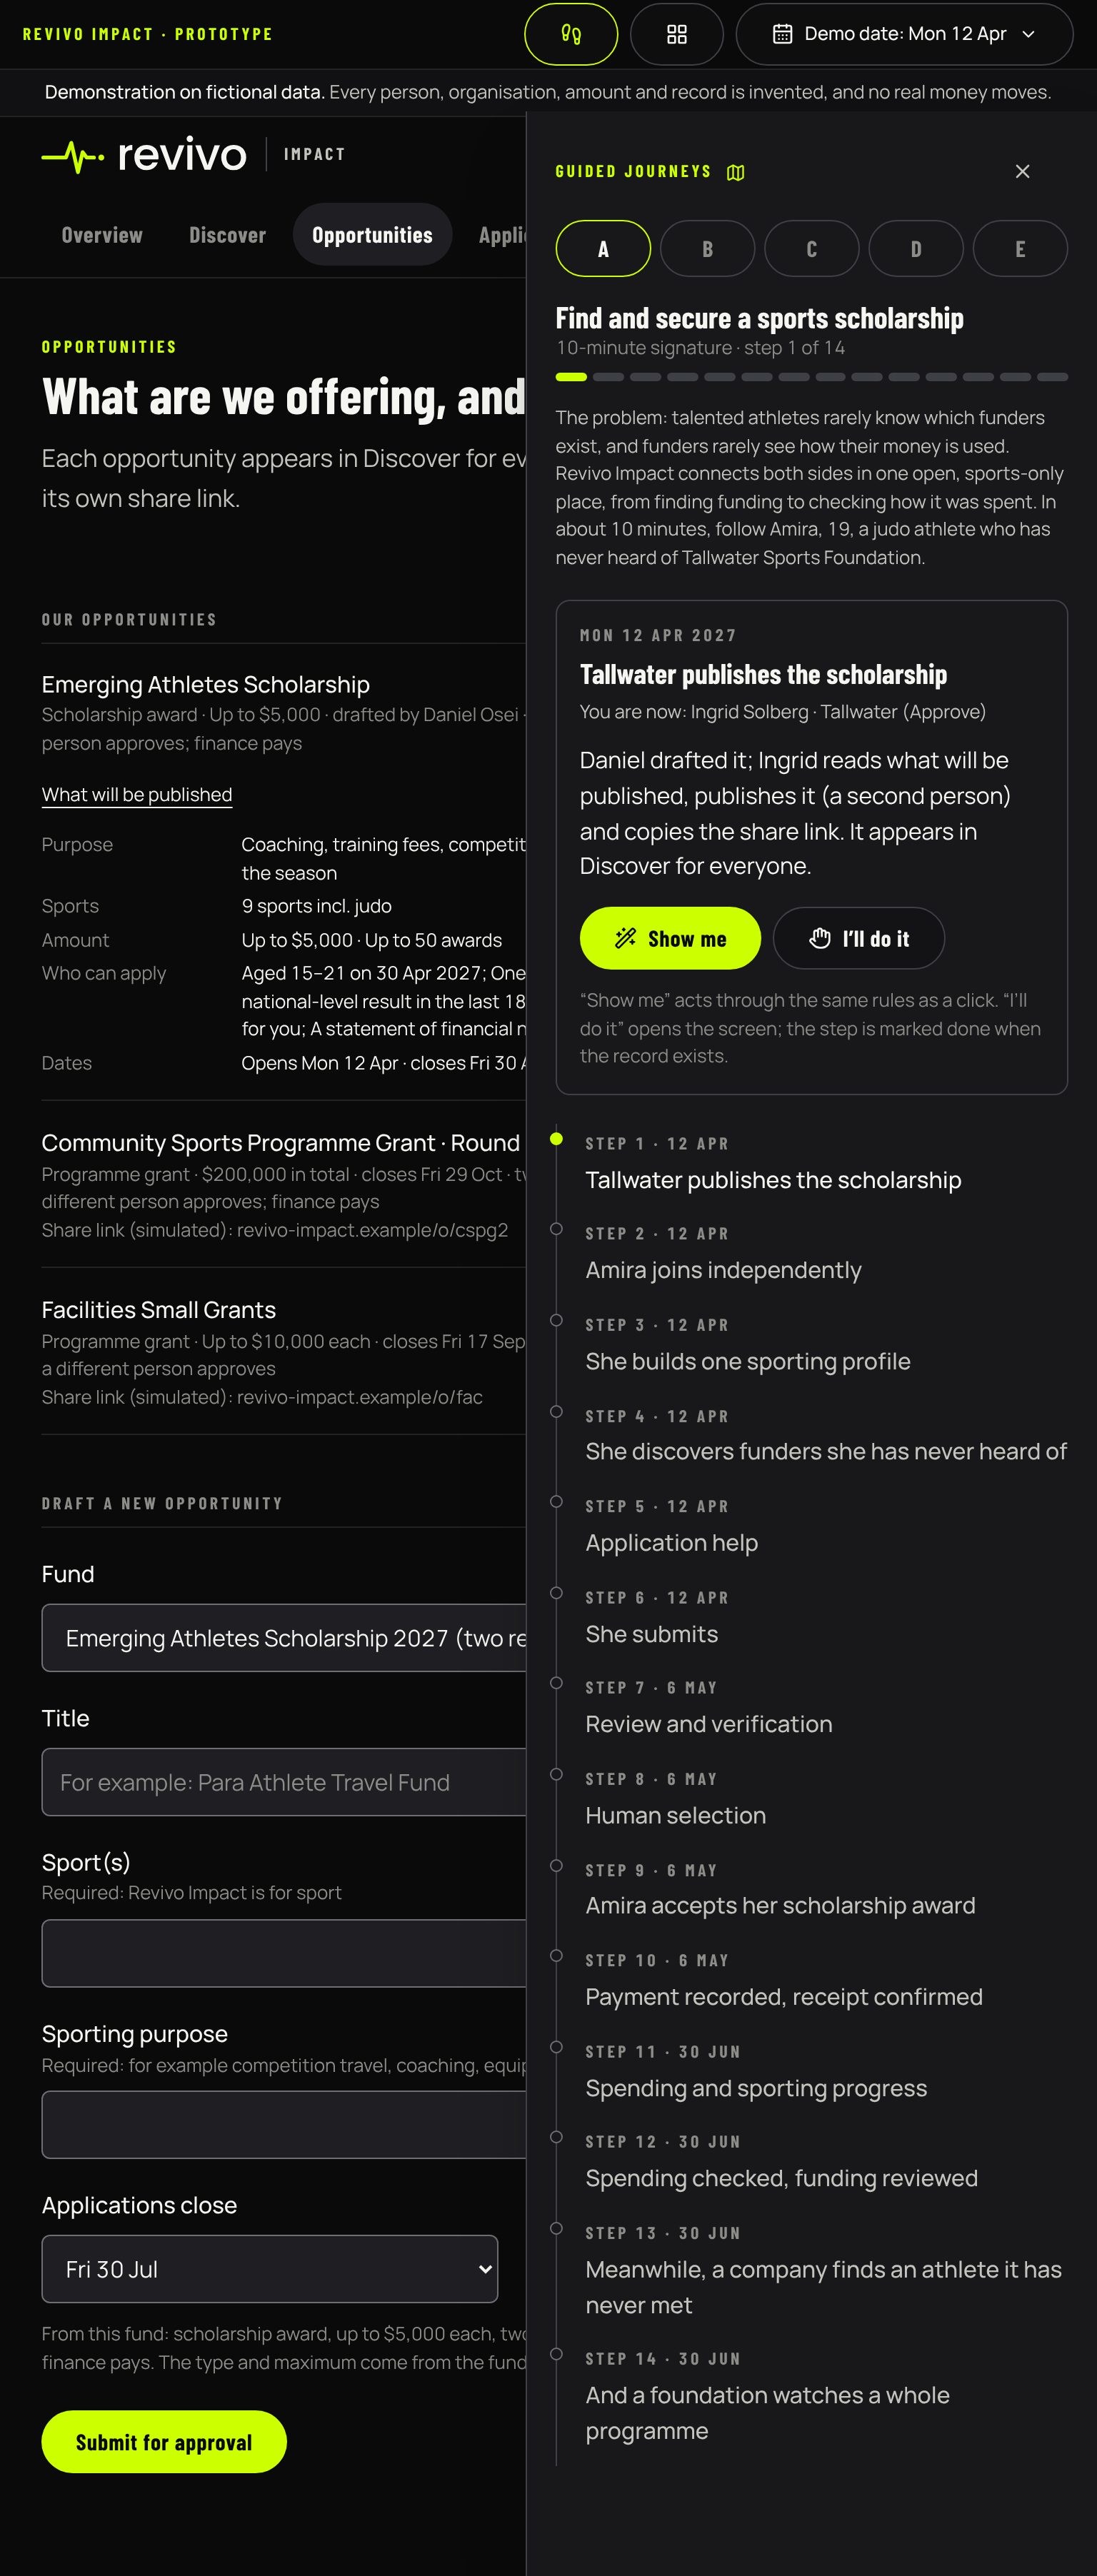 REVIVO IMPACT · PROTOTYPE
Demo date: Mon 12 Apr
Demonstration on fictional data. Every person, organisation, amount and record is invented, and no real money moves.
revivo
IMPACT
Overview
Discover
Opportunities
OPPORTUNITIES
What are we offering, and
Each opportunity appears in Discover for
its own share link.
OUR OPPORTUNITIES
Emerging Athletes Scholarship
Scholarship award · Up to $5,000 · drafted by Daniel Osei ·
person approves; finance pays
What will be published
Purpose
Coaching, training fees,
the season
Sports
9 sports incl. judo
Amount
Up to $5,000 · Up to 50 awards
Who can apply
Aged 15–21 on 30 Apr 2027; One
national-level result in the last 18
for you; A statement of financial
Dates
Opens Mon 12 Apr · closes Fri 30
Community Sports Programme Grant · Round
Programme grant · $200,000 in total · closes Fri 29 Oct ·
different person approves; finance pays
Share link (simulated): revivo-impact.example/o/cspg2
Facilities Small Grants
Programme grant · Up to $10,000 each · closes Fri 17 Sep
a different person approves
Share link (simulated): revivo-impact.example/o/fac
DRAFT A NEW OPPORTUNITY
Fund
Emerging Athletes Scholarship 2027 (two
Title
For example: Para Athlete Travel Fund
Sport(s)
Required: Revivo Impact is for sport
Sporting purpose
Required: for example competition travel, coaching,
Applications close
Fri 30 Jul
From this fund: scholarship award, up to $5,000 each,
finance pays. The type and maximum come from the fund
Submit for approval
GUIDED JOURNEYS
A
B
C
D
E
Find and secure a sports scholarship
10-minute signature · step 1 of 14
The problem: talented athletes rarely know which funders
exist, and funders rarely see how their money is used.
Revivo Impact connects both sides in one open, sports-only
place, from finding funding to checking how it was spent. In
about 10 minutes, follow Amira, 19, a judo athlete who has
never heard of Tallwater Sports Foundation.
MON 12 APR 2027
Tallwater publishes the scholarship
You are now: Ingrid Solberg · Tallwater (Approve)
Daniel drafted it; Ingrid reads what will be
published, publishes it (a second person)
and copies the share link. It appears in
Discover for everyone.
Show me
I’ll do it
“Show me” acts through the same rules as a click. “I’ll
do it” opens the screen; the step is marked done when
the record exists.
STEP 1 · 12 APR
Tallwater publishes the scholarship
STEP 2 · 12 APR
Amira joins independently
STEP 3 · 12 APR
She builds one sporting profile
STEP 4 · 12 APR
She discovers funders she has never heard of
STEP 5 · 12 APR
Application help
STEP 6 · 12 APR
She submits
STEP 7 · 6 MAY
Review and verification
STEP 8 · 6 MAY
Human selection
STEP 9 · 6 MAY
Amira accepts her scholarship award
STEP 10 · 6 MAY
Payment recorded, receipt confirmed
STEP 11 · 30 JUN
Spending and sporting progress
STEP 12 · 30 JUN
Spending checked, funding reviewed
STEP 13 · 30 JUN
Meanwhile, a company finds an athlete it has
never met
STEP 14 · 30 JUN
And a foundation watches a whole
programme